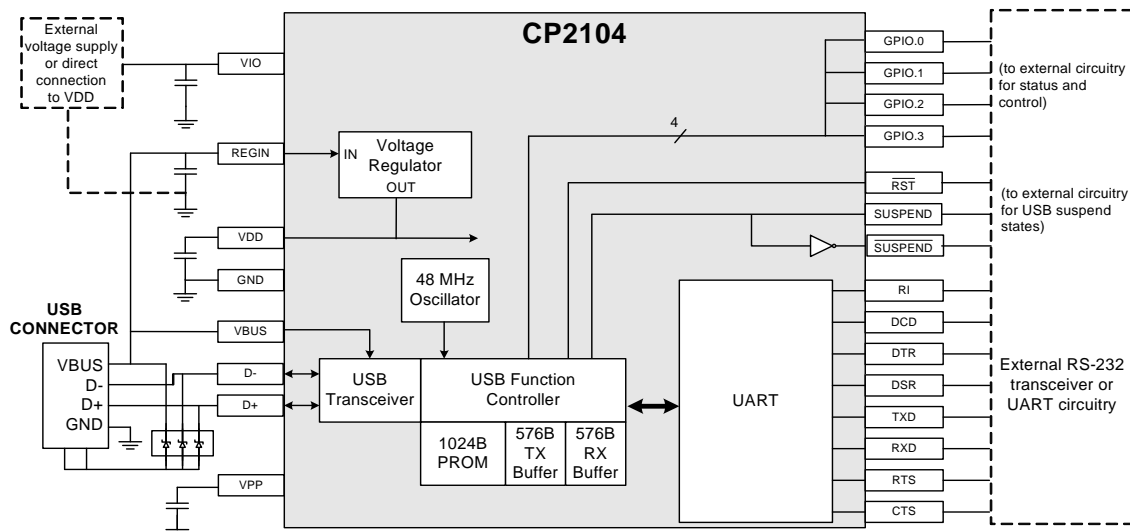 CP2104
External
voltage supply
or direct
connection
to VDD
VIO
REGIN
VDD
GND
VBUS
D-
D+
VPP
USB
CONNECTOR
VBUS
D-
D+
GND
IN
Voltage
Regulator
OUT
48 MHz
Oscillator
USB
Transceiver
USB Function
Controller
1024B
PROM
576B
TX
Buffer
576B
RX
Buffer
UART
4
GPIO.0
GPIO.1
GPIO.2
GPIO.3
RST
SUSPEND
SUSPEND
RI
DCD
DTR
DSR
TXD
RXD
RTS
CTS
(to external circuitry
for status and
control)
(to external circuitry
for USB suspend
states)
External RS-232
transceiver or
UART circuitry